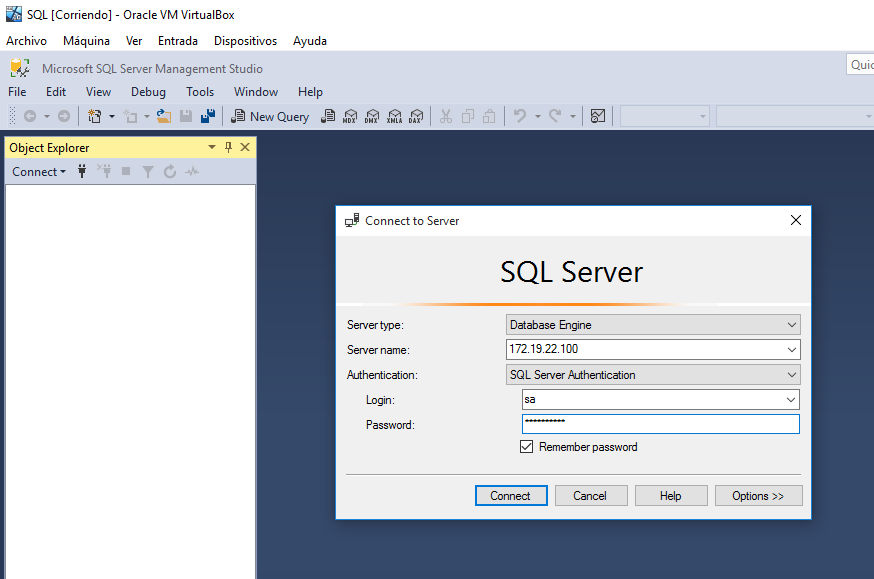 SQL [Corriendo] - Oracle VM VirtualBox
Archivo Máquina Ver Entrada Dispositivos Ayuda
Microsoft SQL Server Management Studio
Quic
File Edit View Debug Tools Window Help
New Query MDX DMX XMLA DAX
Object Explorer
Connect
Connect to Server
SQL Server
Server type: Database Engine
Server name: 172.19.22.100
Authentication: SQL Server Authentication
Login: sa
Password: **********
Remember password
Connect Cancel Help Options >>